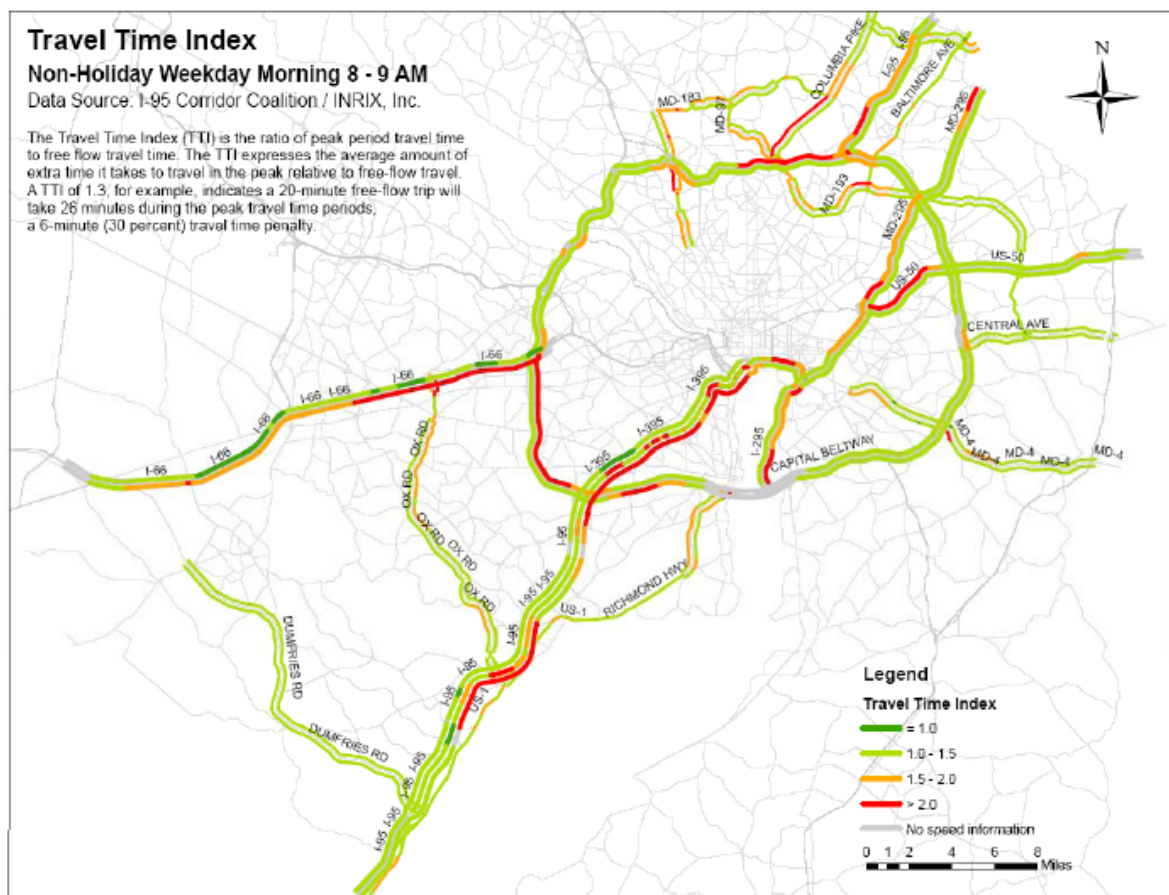 Travel Time Index
Non-Holiday Weekday Morning 8 - 9 AM
Data Source: I-95 Corridor Coalition / INRIX, Inc.
The Travel Time Index (TTI) is the ratio of peak period travel time
to free flow travel time. The TTI expresses the average amount of
extra time it takes to travel in the peak relative to free-flow travel.
A TTI of 1.3, for example, indicates a 20-minute free-flow trip will
take 26 minutes during the peak travel time periods,
a 6-minute (30 percent) travel time penalty.
N
COLUMBIA PIKE
I-95
I-95
BALTIMORE AVE
MD-183
MD-97
MD-295
MD-193
MD-295
US-50
US-50
CENTRAL AVE
I-66
I-66
I-66
I-66
I-66
I-66
I-66
I-395
I-395
I-395
I-295
CAPITAL BELTWAY
MD-4
MD-4
MD-4
MD-4
MD-4
OX RD
OX RD
OX RD
OX RD
OX RD
I-95
I-95
I-95
US-1
RICHMOND HWY
I-95
I-95
I-95
US-1
DUMFRIES RD
DUMFRIES RD
I-95
I-95
I-95
I-95
Legend
Travel Time Index
= 1.0
1.0 - 1.5
1.5 - 2.0
> 2.0
No speed information
0 1 2 4 6 8
Miles